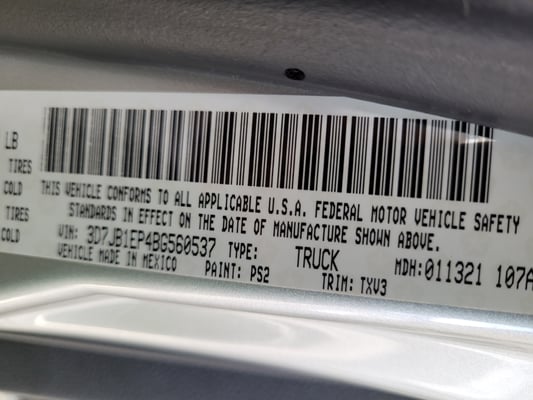 LB
TIRES
COLD
TIRES
COLD
THIS VEHICLE CONFORMS TO ALL APPLICABLE U.S.A. FEDERAL MOTOR VEHICLE SAFETY
STANDARDS IN EFFECT ON THE DATE OF MANUFACTURE SHOWN ABOVE.
VIN: 3D7JB1EP4BG560537 TYPE: TRUCK MDH:011321 107A
VEHICLE MADE IN MEXICO PAINT: PS2 TRIM: TXV3